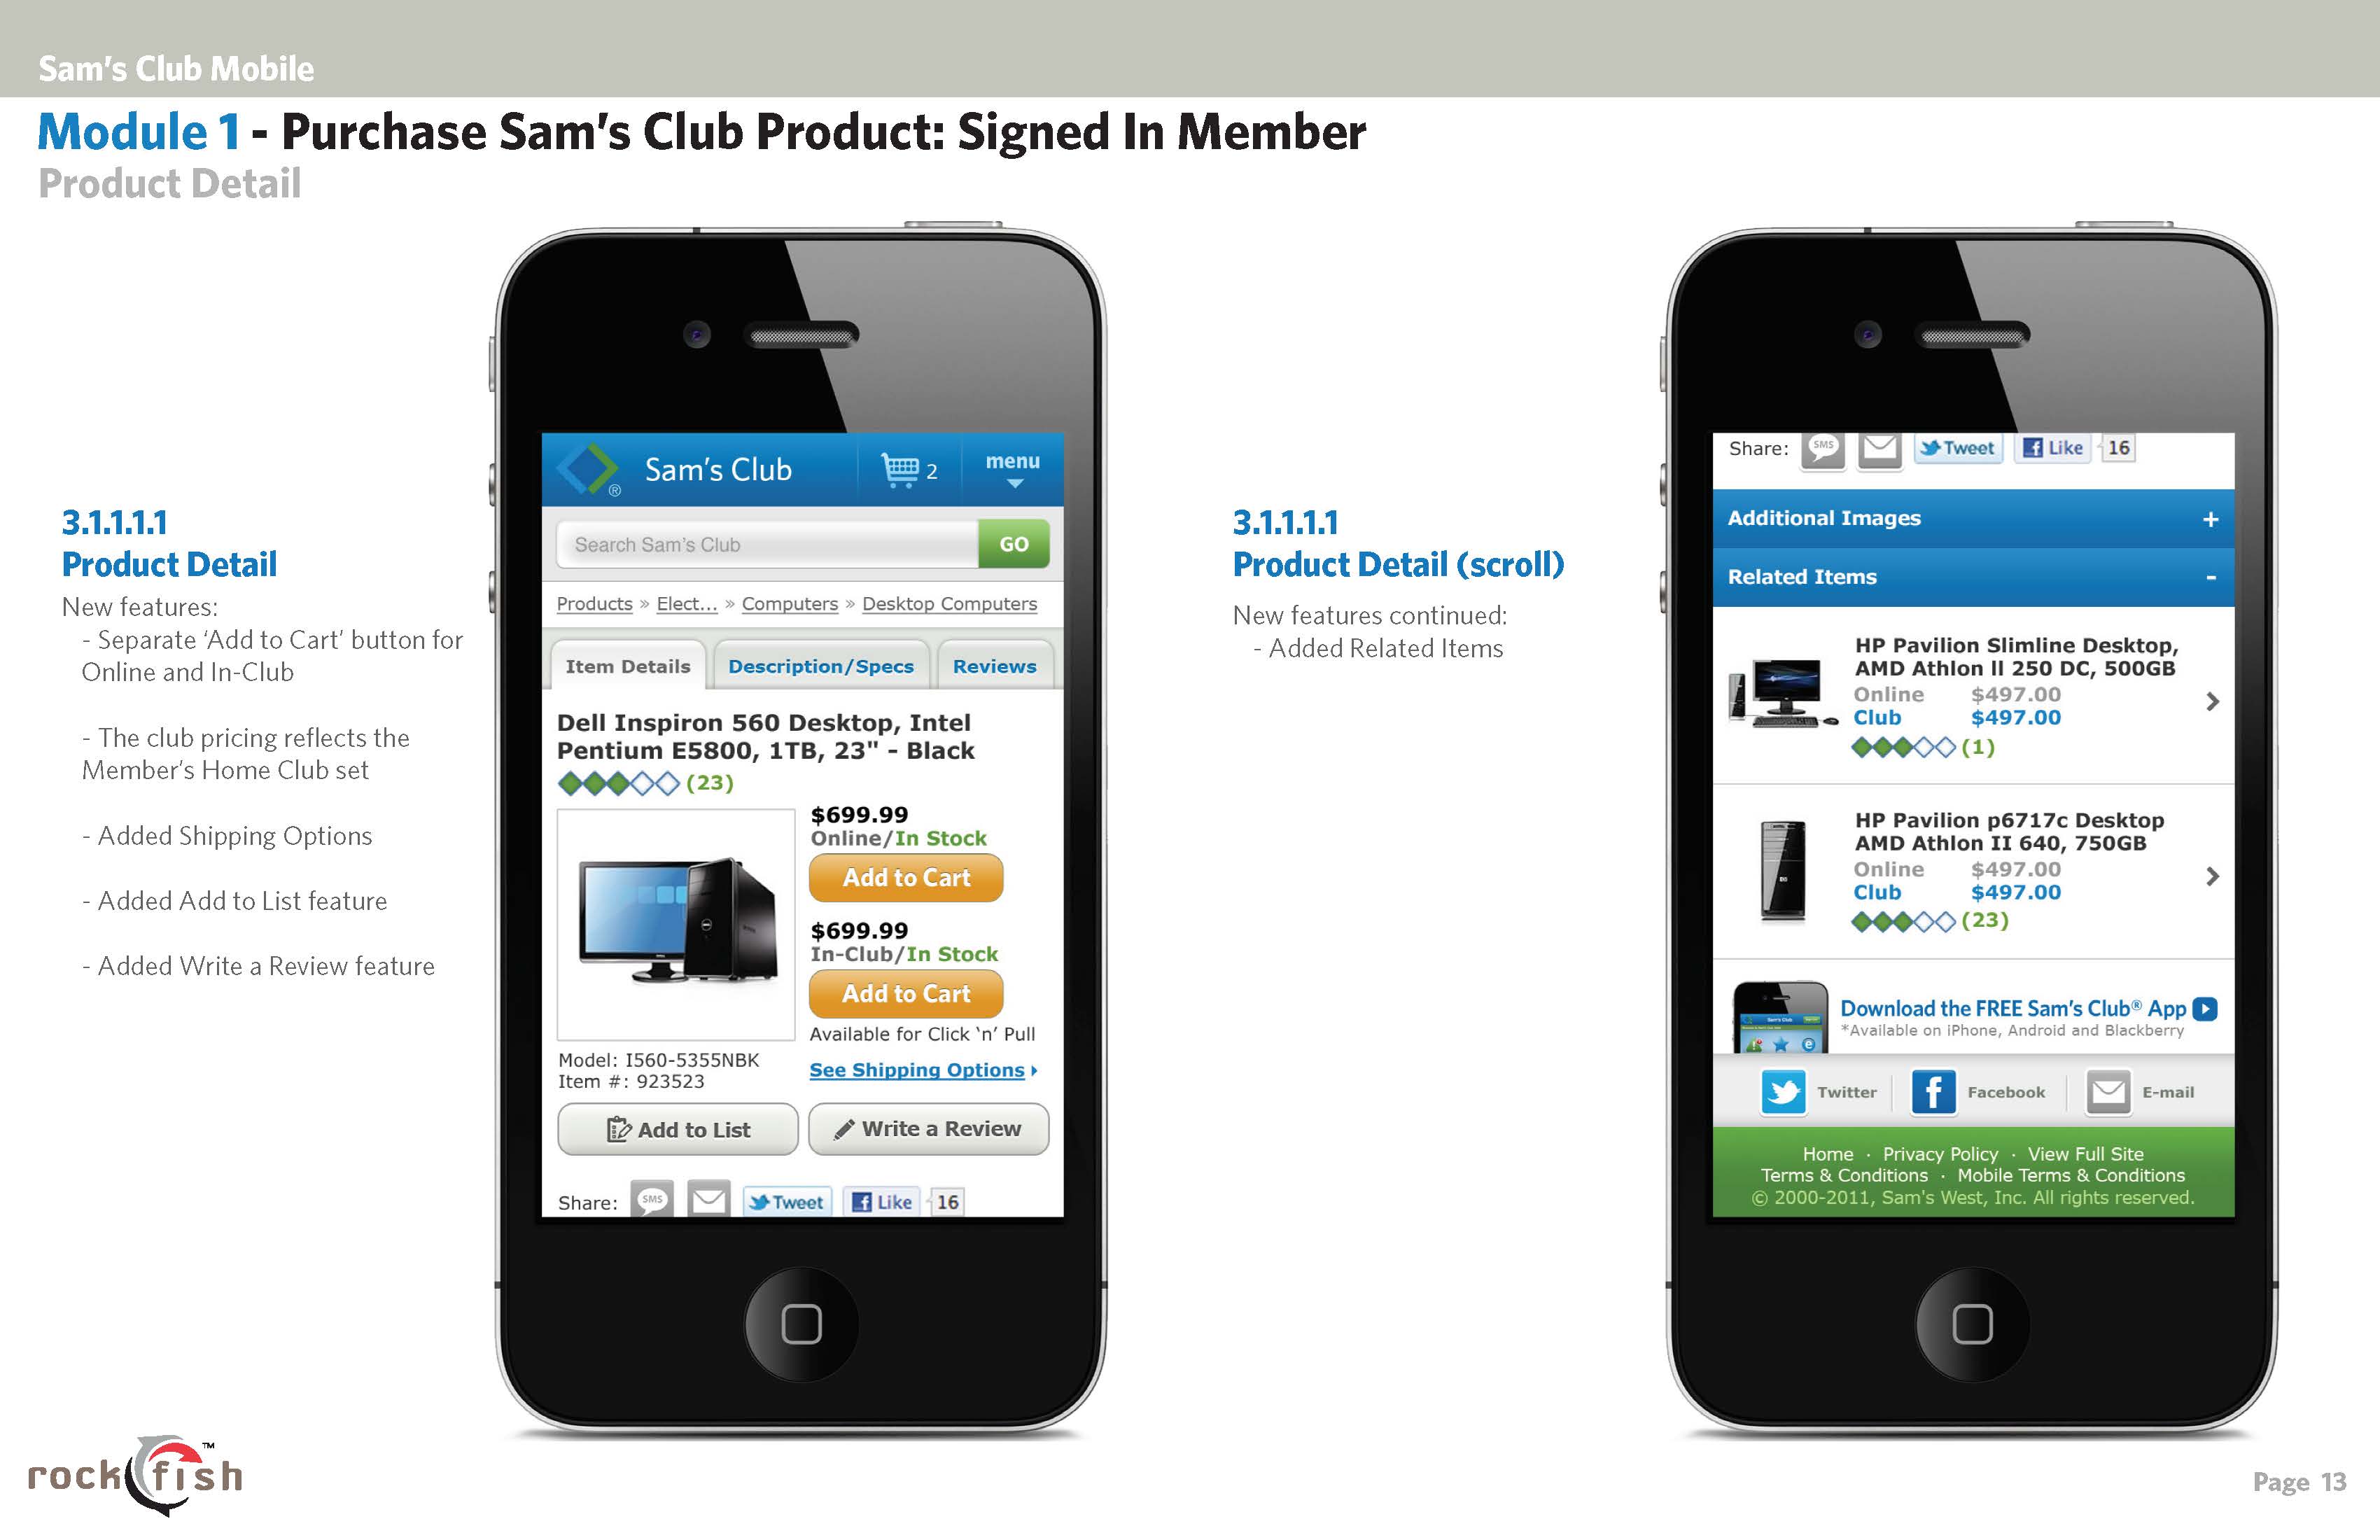 Sam's Club Mobile
Module 1 - Purchase Sam's Club Product: Signed In Member
Product Detail
3.1.1.1.1
Product Detail
New features:
- Separate 'Add to Cart' button for
Online and In-Club
- The club pricing reflects the
Member's Home Club set
- Added Shipping Options
- Added Add to List feature
- Added Write a Review feature
Sam's Club
®
2
menu
Search Sam's Club
GO
Products » Elect... » Computers » Desktop Computers
Item Details
Description/Specs
Reviews
Dell Inspiron 560 Desktop, Intel
Pentium E5800, 1TB, 23" - Black
(23)
$699.99
Online/In Stock
Add to Cart
$699.99
In-Club/In Stock
Add to Cart
Available for Click 'n' Pull
Model: I560-5355NBK
Item #: 923523
See Shipping Options
Add to List
Write a Review
Share: SMS Tweet Like 16
3.1.1.1.1
Product Detail (scroll)
New features continued:
- Added Related Items
Share: SMS Tweet Like 16
Additional Images +
Related Items -
HP Pavilion Slimline Desktop,
AMD Athlon ll 250 DC, 500GB
Online $497.00
Club $497.00
(1)
HP Pavilion p6717c Desktop
AMD Athlon II 640, 750GB
Online $497.00
Club $497.00
(23)
Download the FREE Sam's Club® App
*Available on iPhone, Android and Blackberry
Twitter
Facebook
E-mail
Home · Privacy Policy · View Full Site
Terms & Conditions · Mobile Terms & Conditions
© 2000-2011, Sam's West, Inc. All rights reserved.
rockfish ™
Page 13